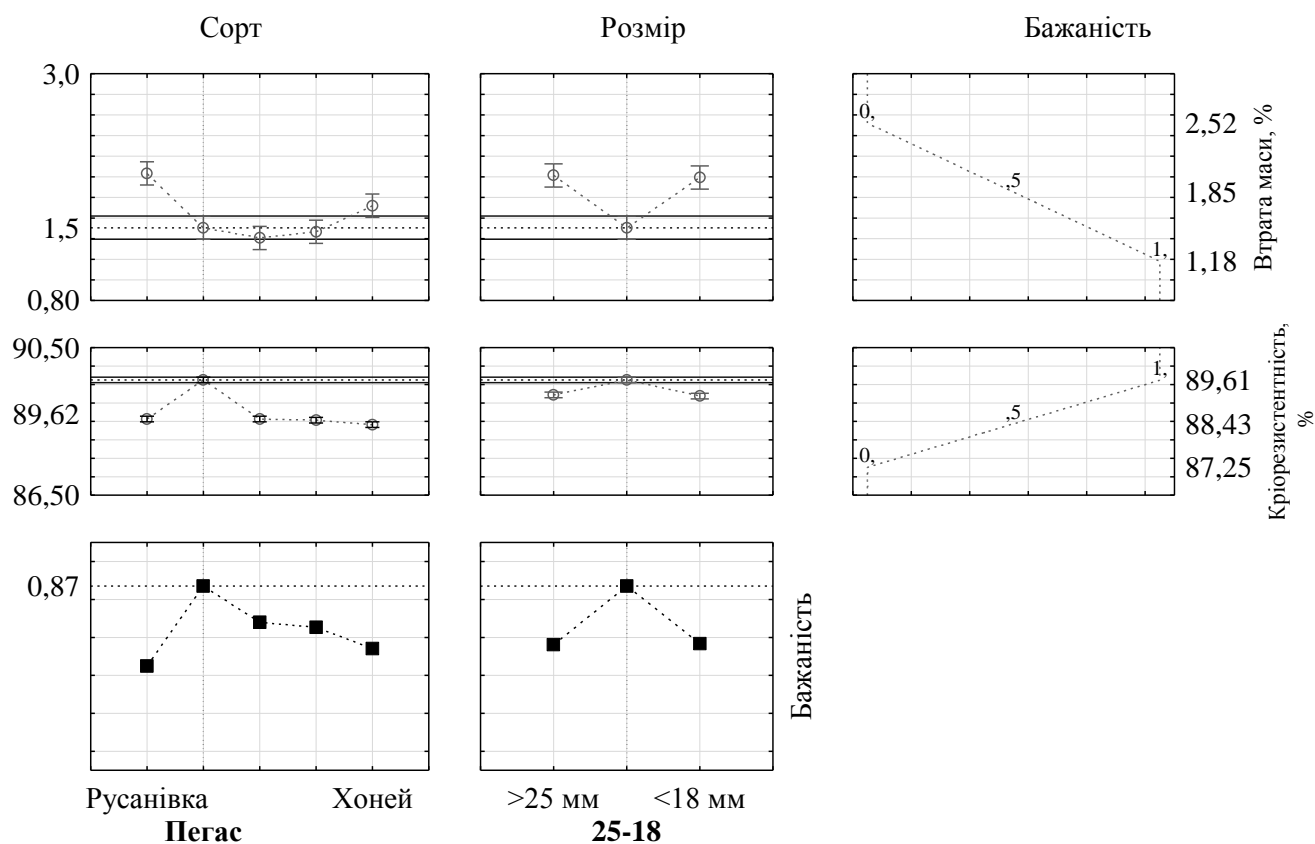 Сорт
Розмір
Бажаність
3,0
1,5
0,80
0,
,5
1,
2,52
1,85
1,18
Втрата маси, %
90,50
89,62
86,50
0,
,5
1,
89,61
88,43
87,25
Кріорезистентність,
%
0,87
Бажаність
Русанівка
Хоней
>25 мм
<18 мм
Пегас
25-18